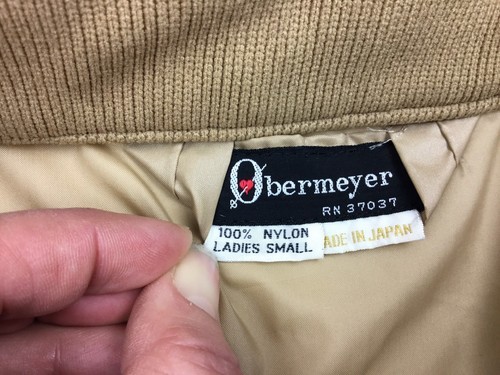 Obermeyer
RN 37037
100% NYLON
LADIES SMALL
ADE IN JAPAN